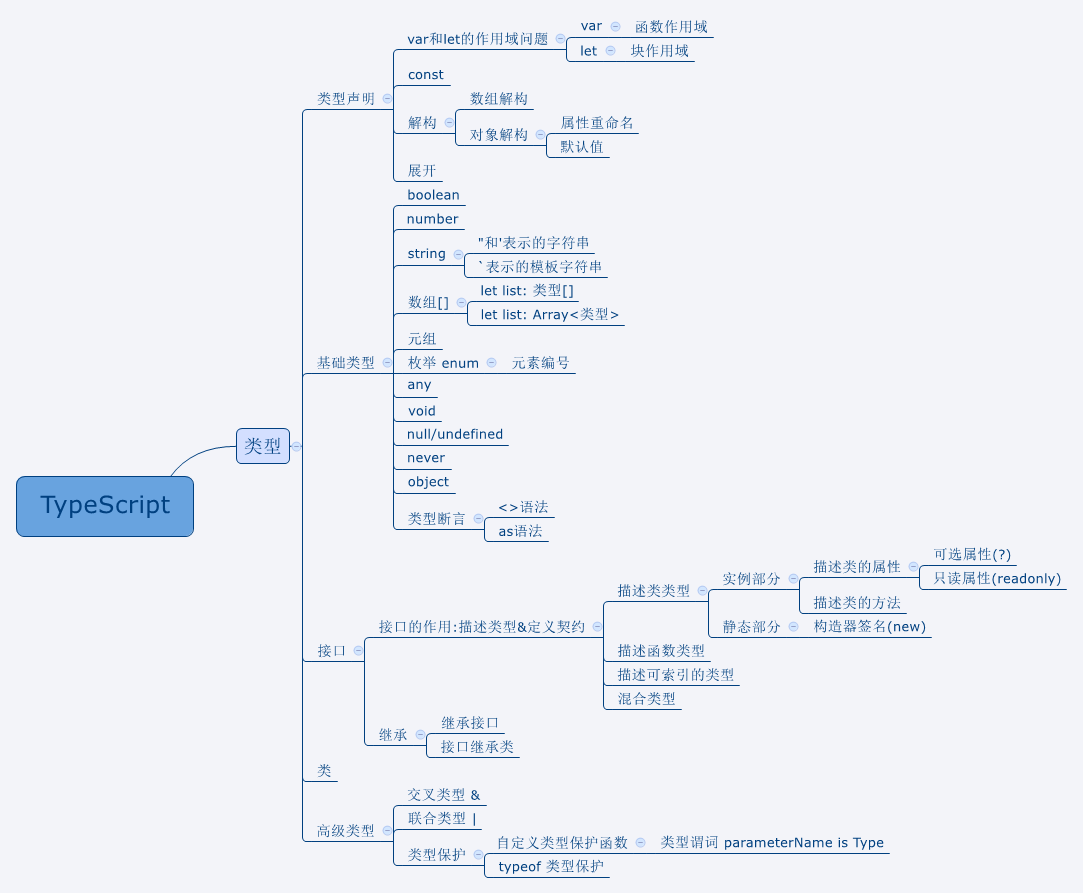 TypeScript
类型
类型声明
var和let的作用域问题
var
函数作用域
let
块作用域
const
解构
数组解构
对象解构
属性重命名
默认值
展开
基础类型
boolean
number
string
"和'表示的字符串
`表示的模板字符串
数组[]
let list: 类型[]
let list: Array<类型>
元组
枚举 enum
元素编号
any
void
null/undefined
never
object
类型断言
<>语法
as语法
接口
接口的作用:描述类型&定义契约
描述类类型
实例部分
描述类的属性
可选属性(?)
只读属性(readonly)
描述类的方法
静态部分
构造器签名(new)
描述函数类型
描述可索引的类型
混合类型
继承
继承接口
接口继承类
类
高级类型
交叉类型 &
联合类型 |
类型保护
自定义类型保护函数
类型谓词 parameterName is Type
typeof 类型保护